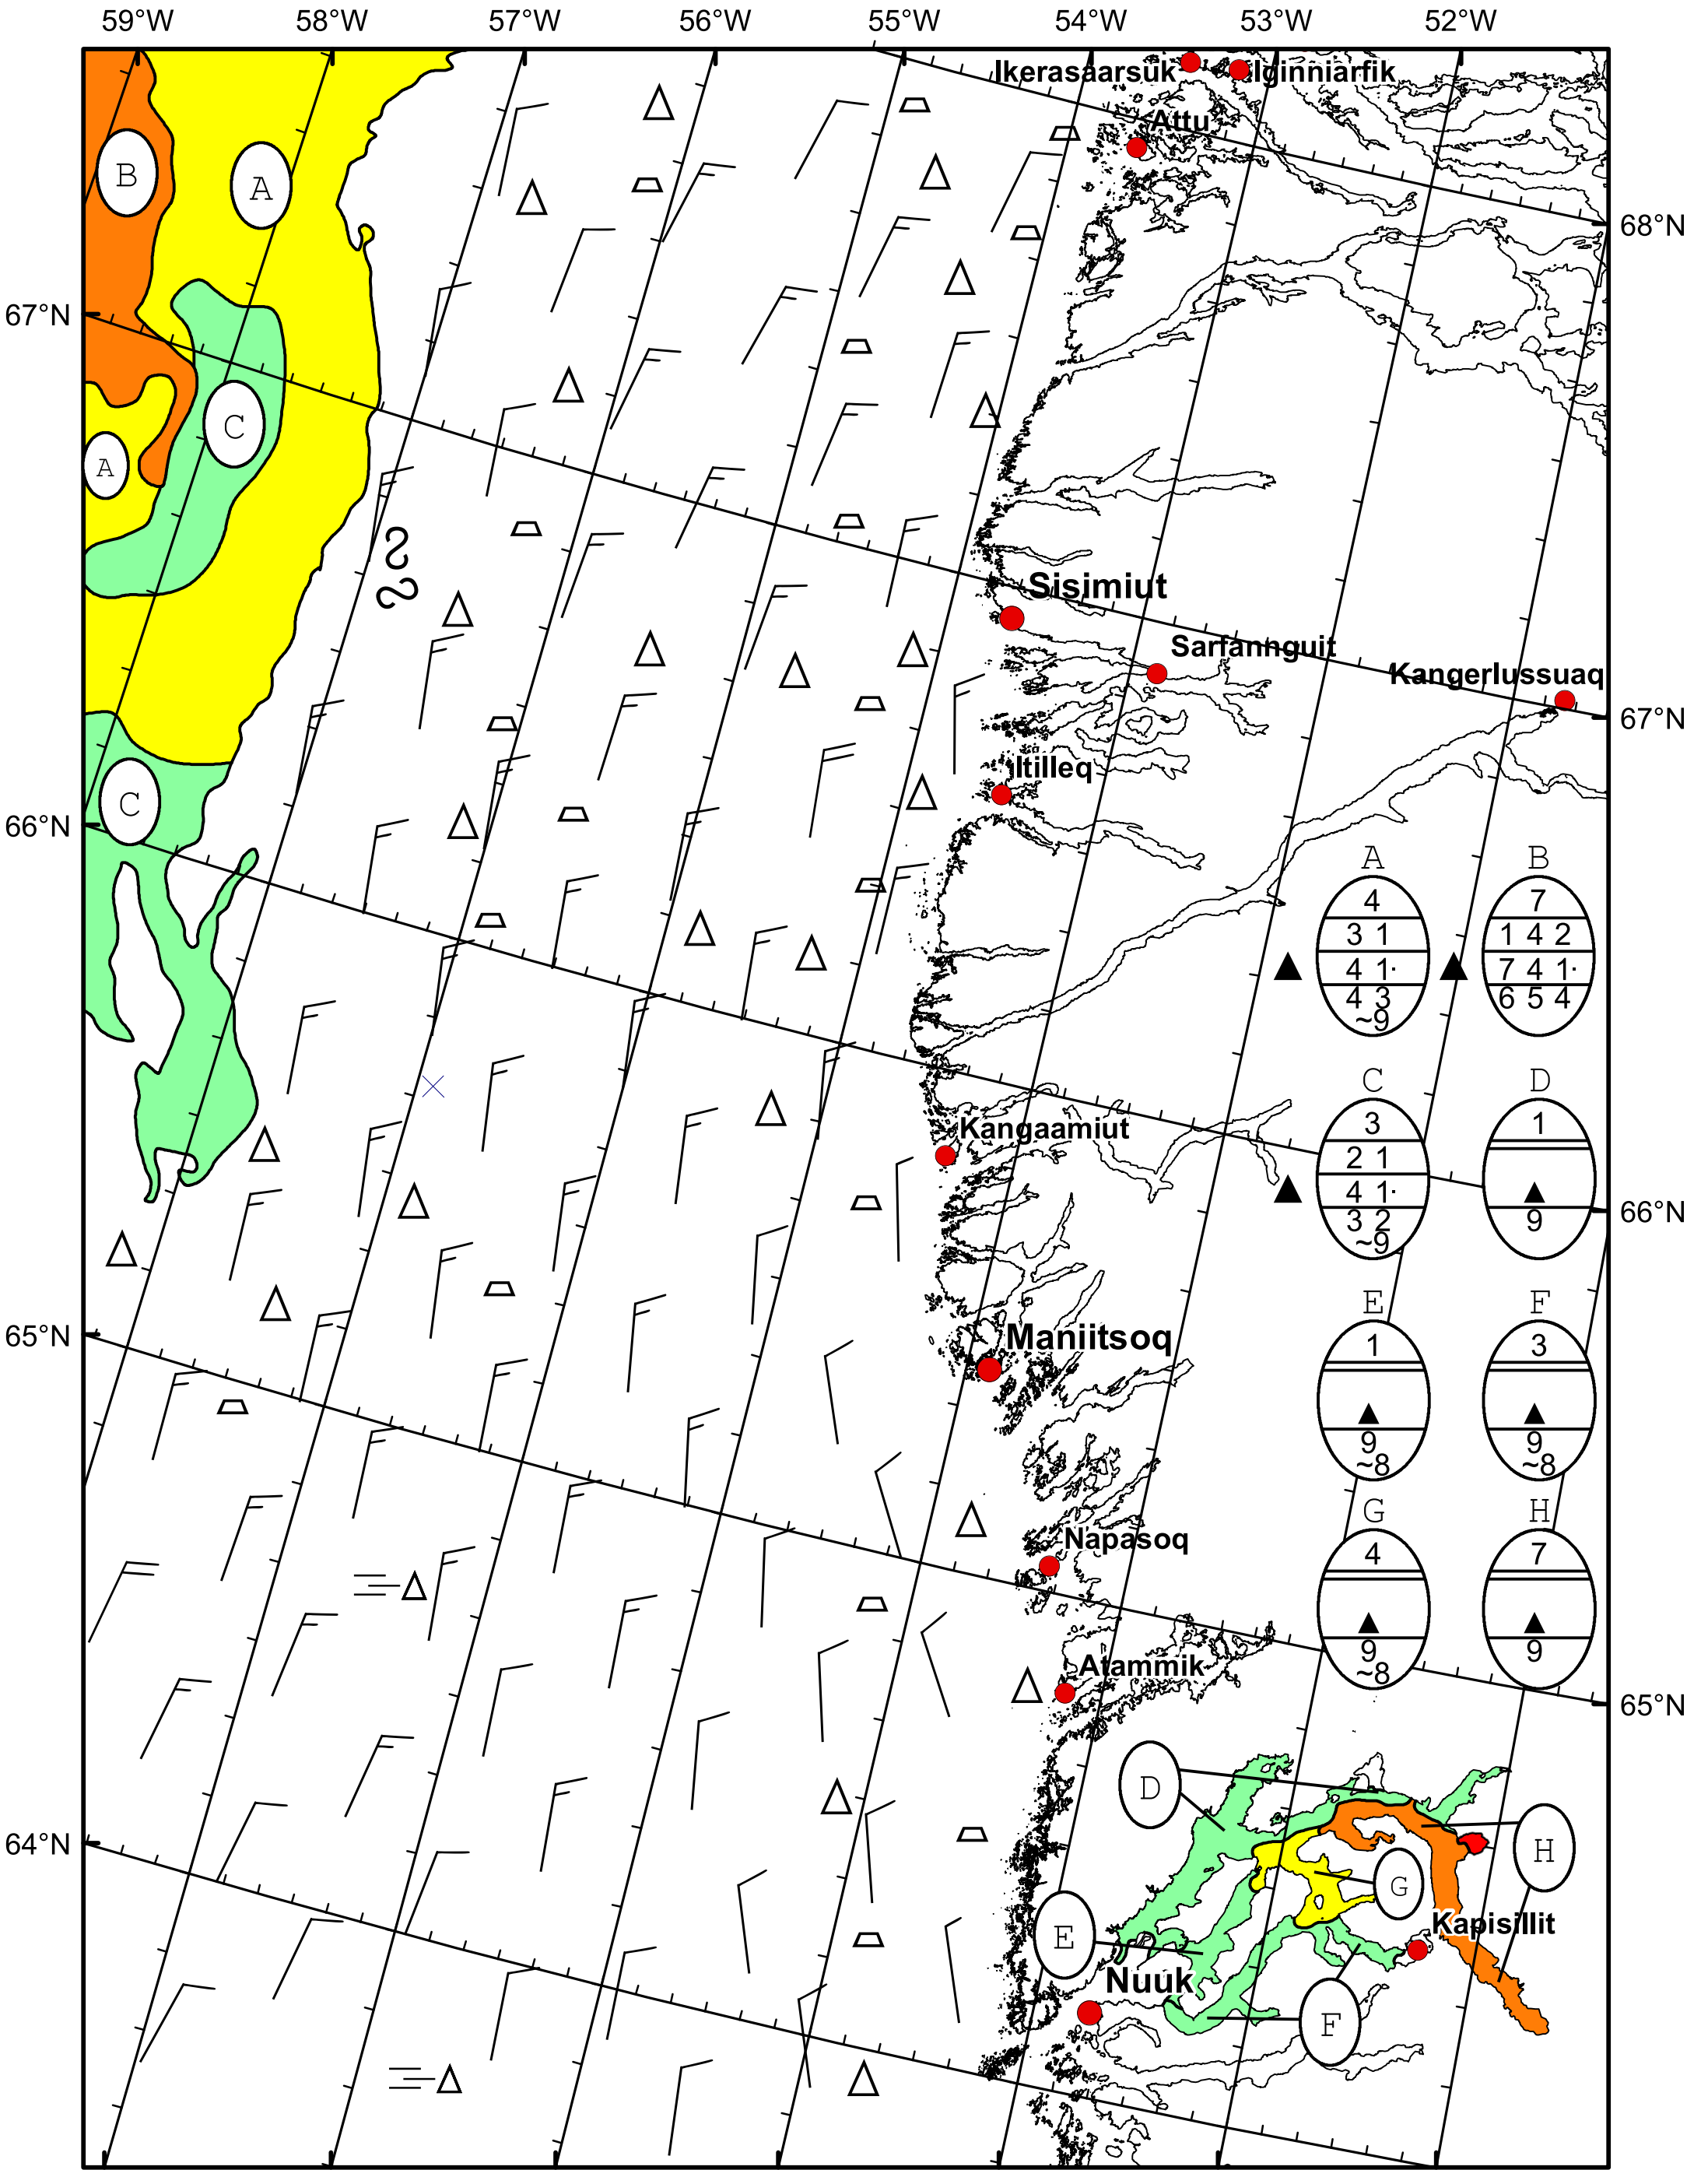 59°W 58°W 57°W 56°W 55°W 54°W 53°W 52°W
Ikerasaarsuk Iginniarfik
Attu
B
A
68°N
67°N
C
A
Sisimiut
Sarfannguit
Kangerlussuaq
67°N
Itilleq
C
66°N
A B
4 7
3 1 1 4 2
4 1· 7 4 1·
4 3 6 5 4
~9
C D
3 1
2 1
4 1·
3 2 9
~9
Kangaamiut
66°N
E F
1 3
9 9
~8 ~8
65°N
Maniitsoq
G H
4 7
9 9
~8
Napasoq
Atammik
65°N
D
64°N
H
G
E
Kapisillit
Nuuk
F